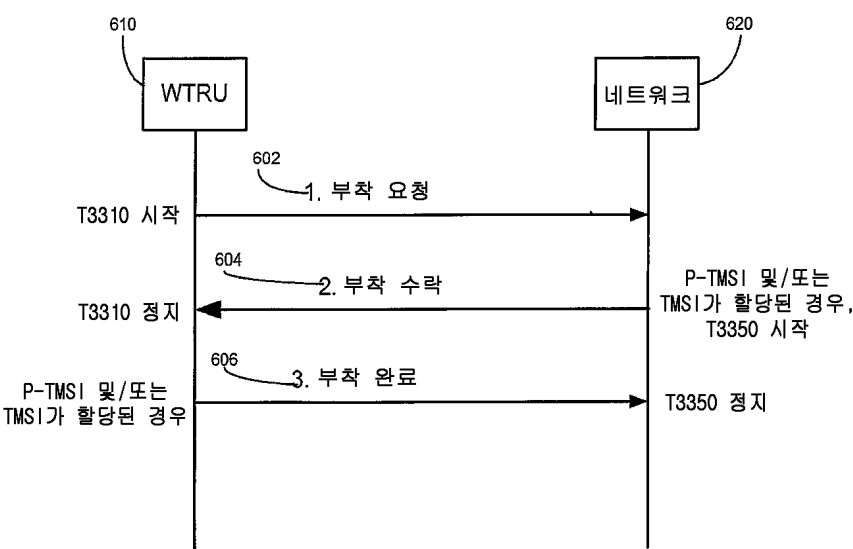 610
620
WTRU
네트워크
602
1. 부착 요청
T3310 시작
604
2. 부착 수락
T3310 정지
P-TMSI 및/또는
TMSI가 할당된 경우,
T3350 시작
606
3. 부착 완료
P-TMSI 및/또는
TMSI가 할당된 경우
T3350 정지